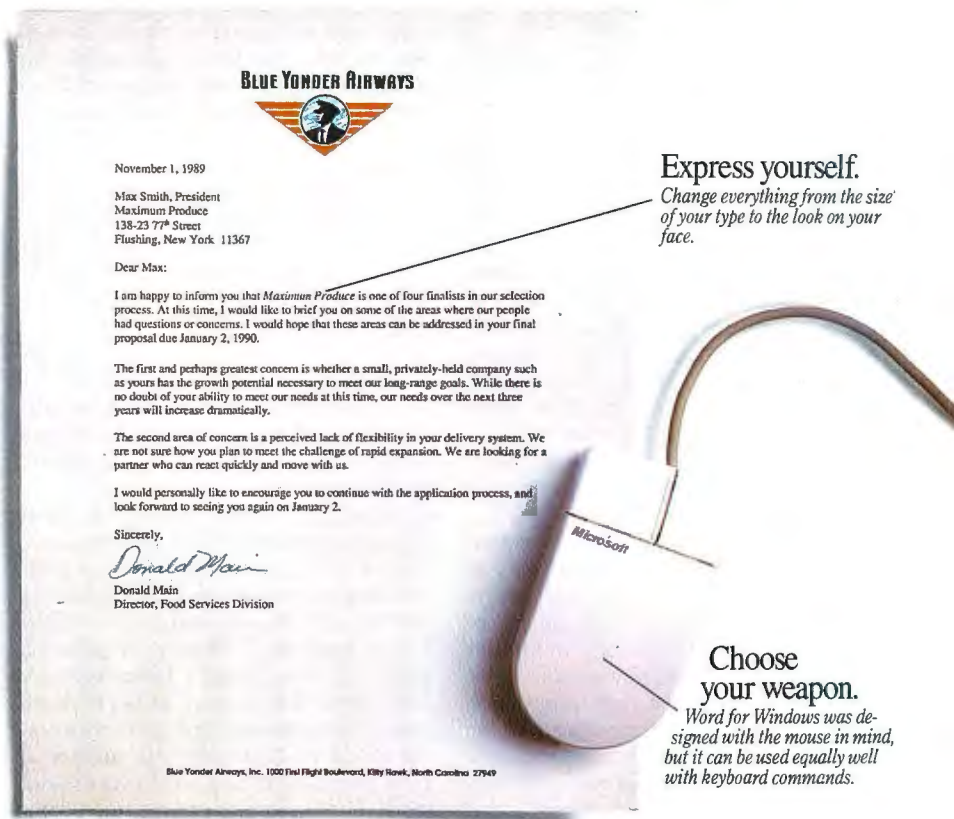 BLUE YONDER AIRWAYS
November 1, 1989
Max Smith, President
Maximum Produce
138-23 77th Street
Flushing, New York 11367
Dear Max:
I am happy to inform you that Maximum Produce is one of four finalists in our selection
process. At this time, I would like to brief you on some of the areas where our people
had questions or concerns. I would hope that these areas can be addressed in your final
proposal due January 2, 1990.
The first and perhaps greatest concern is whether a small, privately-held company such
as yours has the growth potential necessary to meet our long-range goals. While there is
no doubt of your ability to meet our needs at this time, our needs over the next three
years will increase dramatically.
The second area of concern is a perceived lack of flexibility in your delivery system. We
are not sure how you plan to meet the challenge of rapid expansion. We are looking for a
partner who can react quickly and move with us.
I would personally like to encourage you to continue with the application process, and
look forward to seeing you again on January 2.
Sincerely,
Donald Main
Donald Main
Director, Food Services Division
Blue Yonder Airways, Inc. 1000 First Flight Boulevard, Kitty Hawk, North Carolina 27949
Express yourself.
Change everything from the size
of your type to the look on your
face.
Microsoft
Choose
your weapon.
Word for Windows was de-
signed with the mouse in mind,
but it can be used equally well
with keyboard commands.